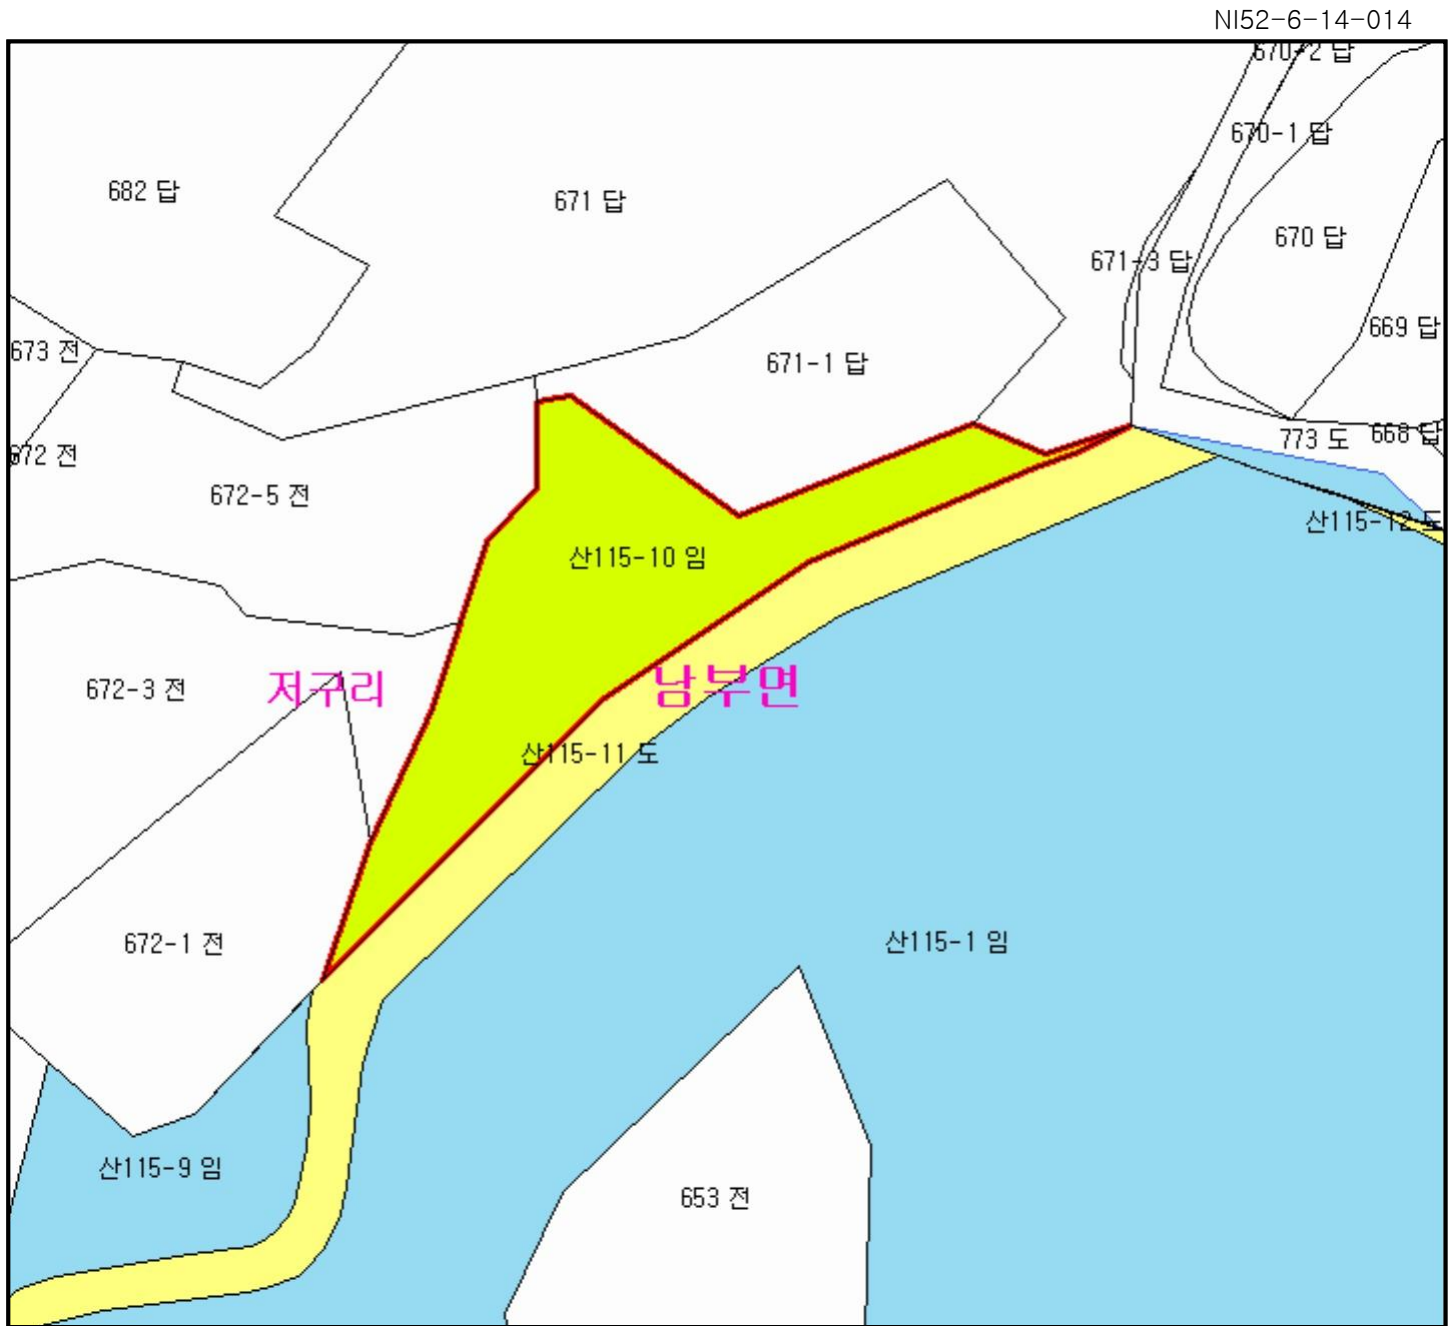 NI52-6-14-014
670-2 답
670-1 답
682 답
671 답
670 답
671-3 답
669 답
673 전
671-1 답
672 전
773 도
668 답
672-5 전
산115-12 도
산115-10 임
672-3 전
저구리
남부면
산115-11 도
672-1 전
산115-1 임
산115-9 임
653 전